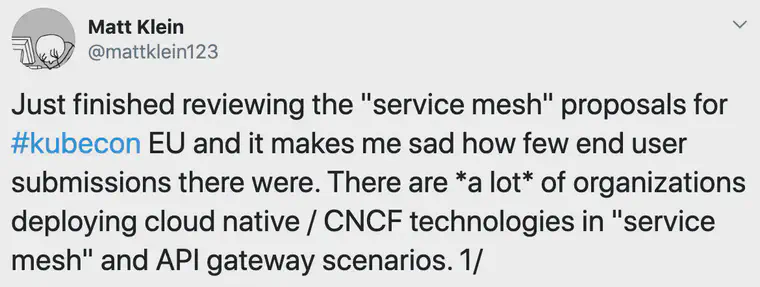 Matt Klein
@mattklein123
Just finished reviewing the "service mesh" proposals for
#kubecon EU and it makes me sad how few end user
submissions there were. There are *a lot* of organizations
deploying cloud native / CNCF technologies in "service
mesh" and API gateway scenarios. 1/